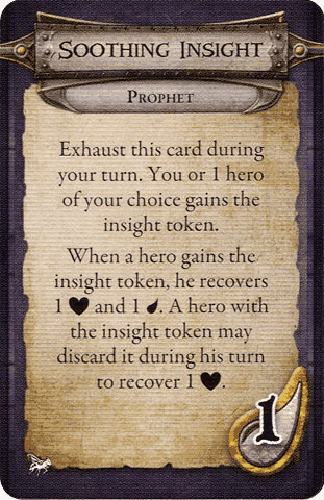 Soothing Insight
Prophet
Exhaust this card during
your turn. You or 1 hero
of your choice gains the
insight token.
When a hero gains the
insight token, he recovers
1 ♥ and 1 . A hero with
the insight token may
discard it during his turn
to recover 1 ♥.
1